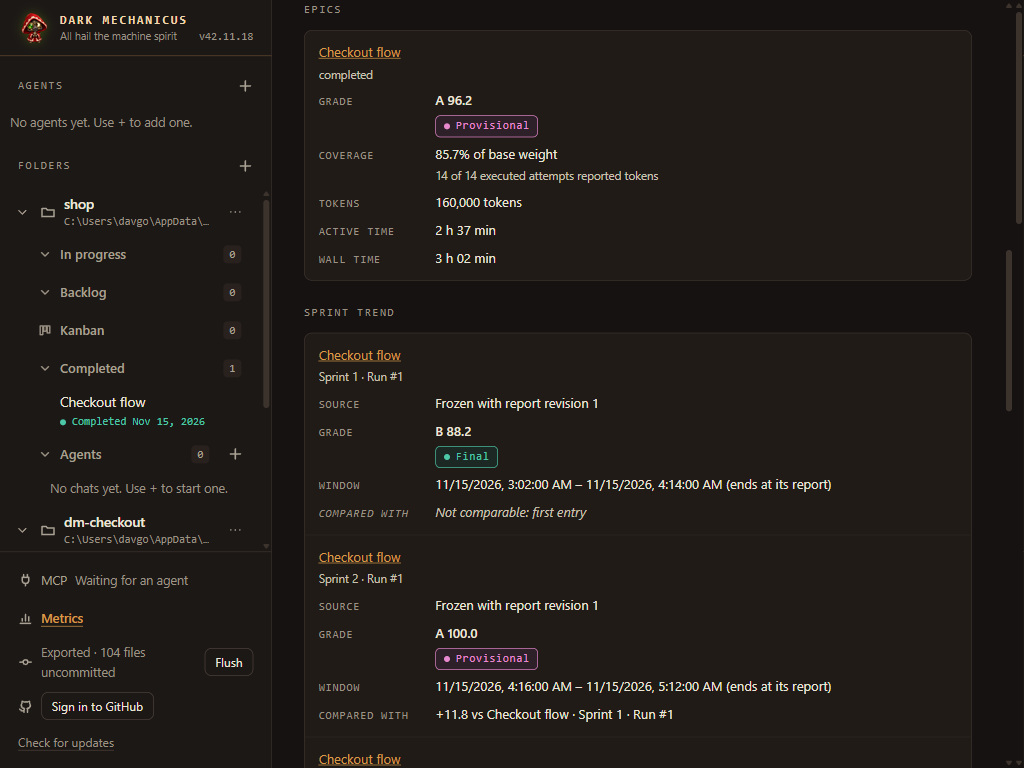 DARK MECHANICUS
All hail the machine spirit v42.11.18
AGENTS
No agents yet. Use + to add one.
FOLDERS
shop
C:\Users\davgo\AppData\…
In progress 0
Backlog 0
Kanban 0
Completed 1
Checkout flow
Completed Nov 15, 2026
Agents 0
No chats yet. Use + to start one.
dm-checkout
C:\Users\davgo\AppData\…
MCP Waiting for an agent
Metrics
Exported · 104 files
uncommitted
Flush
Sign in to GitHub
Check for updates
EPICS
Checkout flow
completed
GRADE A 96.2
Provisional
COVERAGE 85.7% of base weight
14 of 14 executed attempts reported tokens
TOKENS 160,000 tokens
ACTIVE TIME 2 h 37 min
WALL TIME 3 h 02 min
SPRINT TREND
Checkout flow
Sprint 1 · Run #1
SOURCE Frozen with report revision 1
GRADE B 88.2
Final
WINDOW 11/15/2026, 3:02:00 AM – 11/15/2026, 4:14:00 AM (ends at its report)
COMPARED WITH Not comparable: first entry
Checkout flow
Sprint 2 · Run #1
SOURCE Frozen with report revision 1
GRADE A 100.0
Provisional
WINDOW 11/15/2026, 4:16:00 AM – 11/15/2026, 5:12:00 AM (ends at its report)
COMPARED WITH +11.8 vs Checkout flow · Sprint 1 · Run #1
Checkout flow